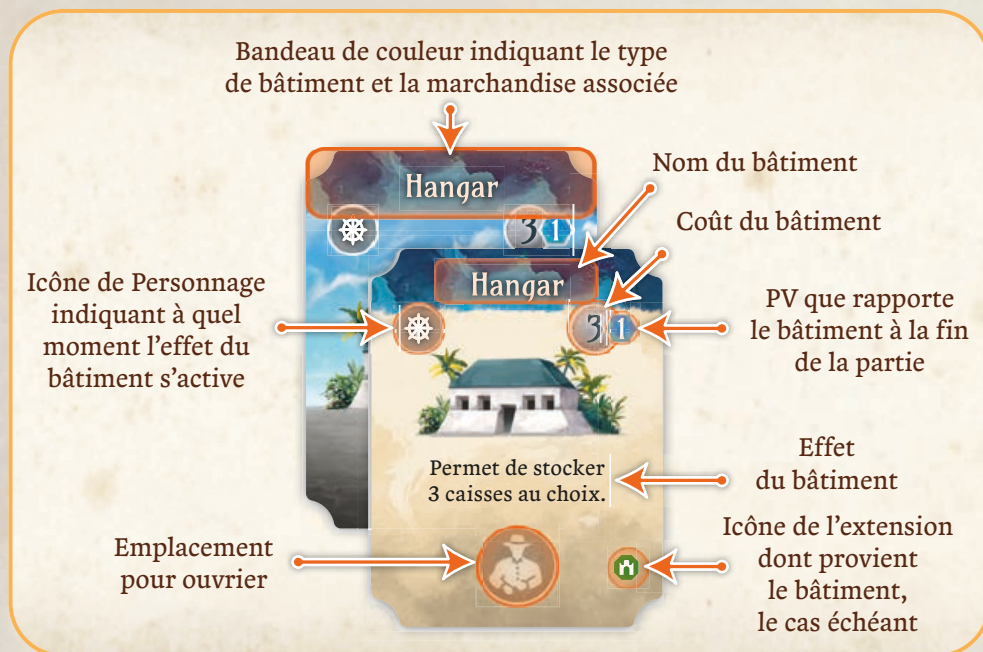 Bandeau de couleur indiquant le type
de bâtiment et la marchandise associée
Hangar
3 1
Nom du bâtiment
Coût du bâtiment
Hangar
3 1
Icône de Personnage
indiquant à quel
moment l'effet du
bâtiment s'active
PV que rapporte
le bâtiment à la fin
de la partie
Permet de stocker
3 caisses au choix.
Effet
du bâtiment
Emplacement
pour ouvrier
Icône de l'extension
dont provient
le bâtiment,
le cas échéant